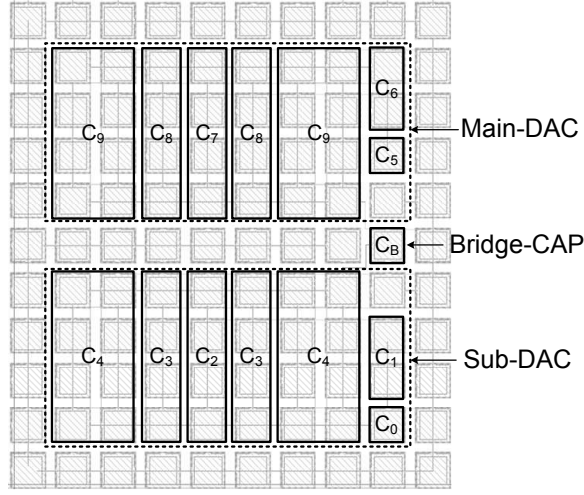 C₆
Main-DAC
C₉ C₈ C₇ C₈ C₉
C₅
C_B Bridge-CAP
C₄ C₃ C₂ C₃ C₄ C₁ Sub-DAC
C₀